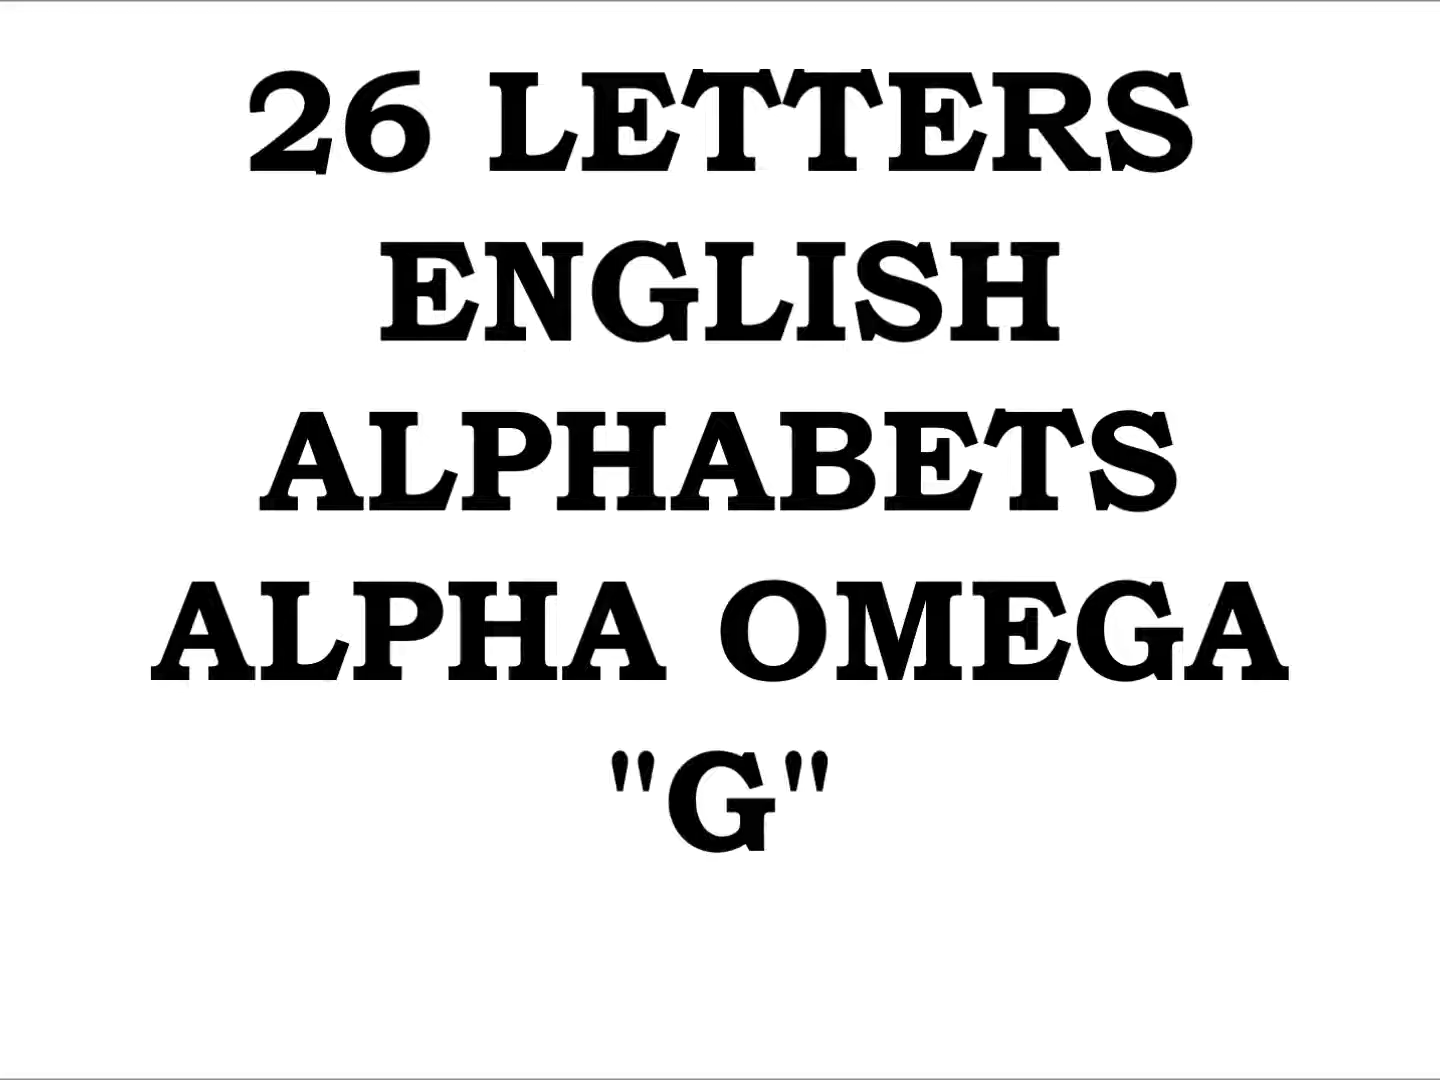 26 LETTERS
ENGLISH
ALPHABETS
ALPHA OMEGA
"G"